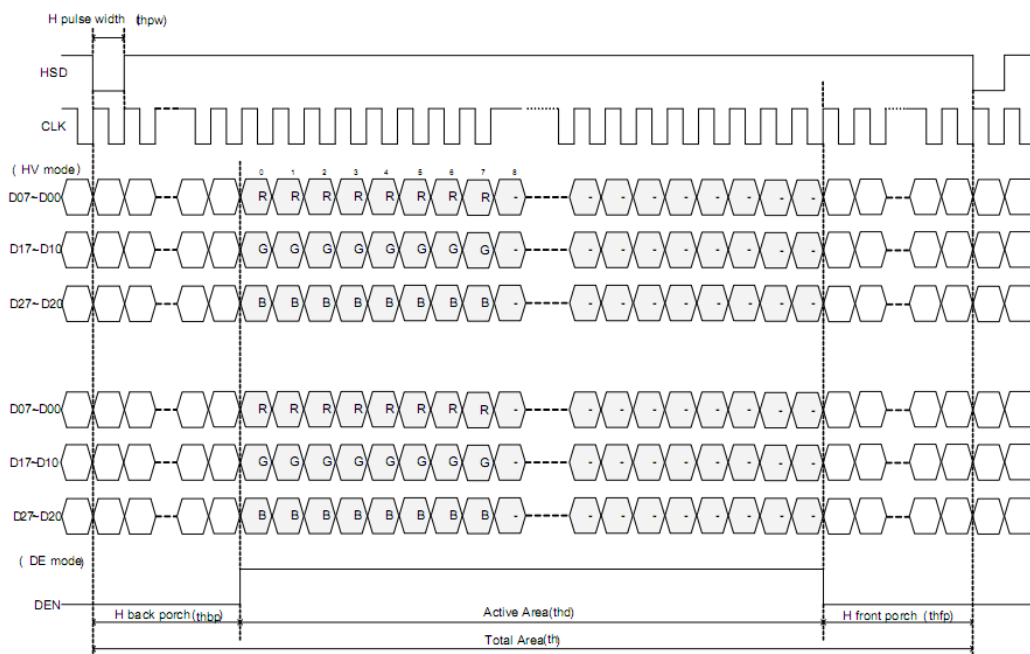 H pulse width (thpw)
HSD
CLK
( HV mode)
0 1 2 3 4 5 6 7 8
D07~D00 R R R R R R R R - - - - - - - - -
D17~D10 G G G G G G G G - - - - - - - - -
D27~D20 B B B B B B B B - - - - - - - - -
D07~D00 R R R R R R R R - - - - - - - - -
D17~D10 G G G G G G G G - - - - - - - - -
D27~D20 B B B B B B B B - - - - - - - - -
( DE mode)
DEN
H back porch (thbp) Active Area(thd) H front porch (thfp)
Total Area(th)